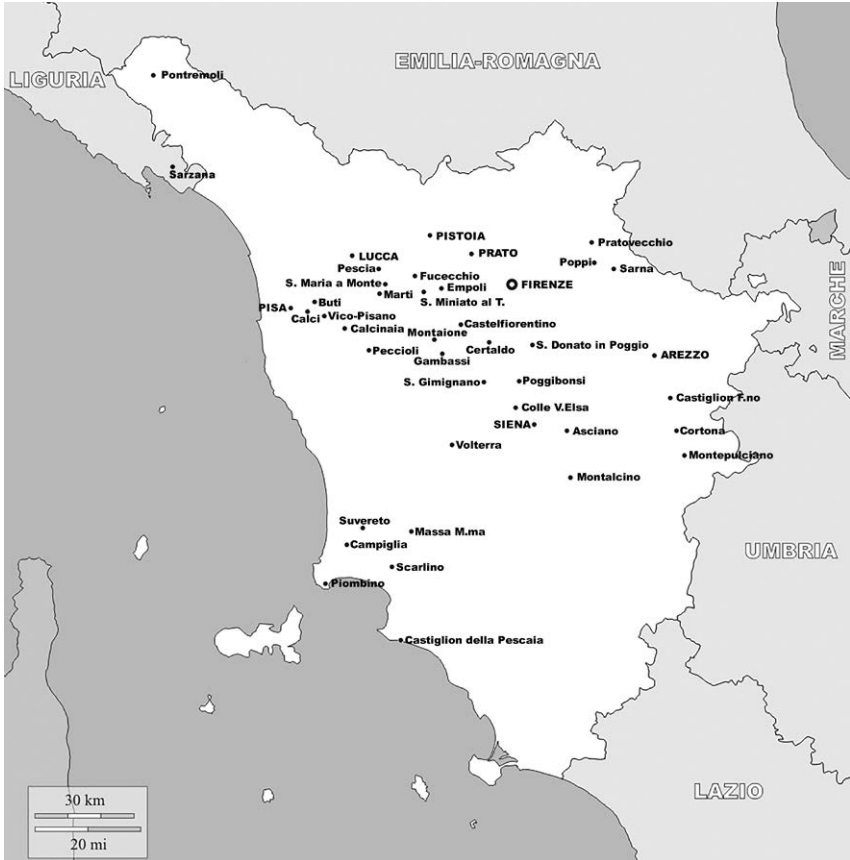 EMILIA-ROMAGNA
LIGURIA
Pontremoli
Sarzana
PISTOIA
Pratovecchio
PRATO
LUCCA
Poppi
Pescia
Sarna
Fucecchio
S. Maria a Monte
Empoli
FIRENZE
Marti
S. Miniato al T.
MARCHE
Buti
PISA
Calci
Vico-Pisano
Castelfiorentino
Calcinaia
Montaione
Certaldo
S. Donato in Poggio
Peccioli
Gambassi
AREZZO
S. Gimignano
Poggibonsi
Castiglion F.no
Colle V.Elsa
SIENA
Asciano
Cortona
Volterra
Montepulciano
Montalcino
Suvereto
Massa M.ma
Campiglia
UMBRIA
Scarlino
Piombino
Castiglion della Pescaia
LAZIO
30 km
20 mi